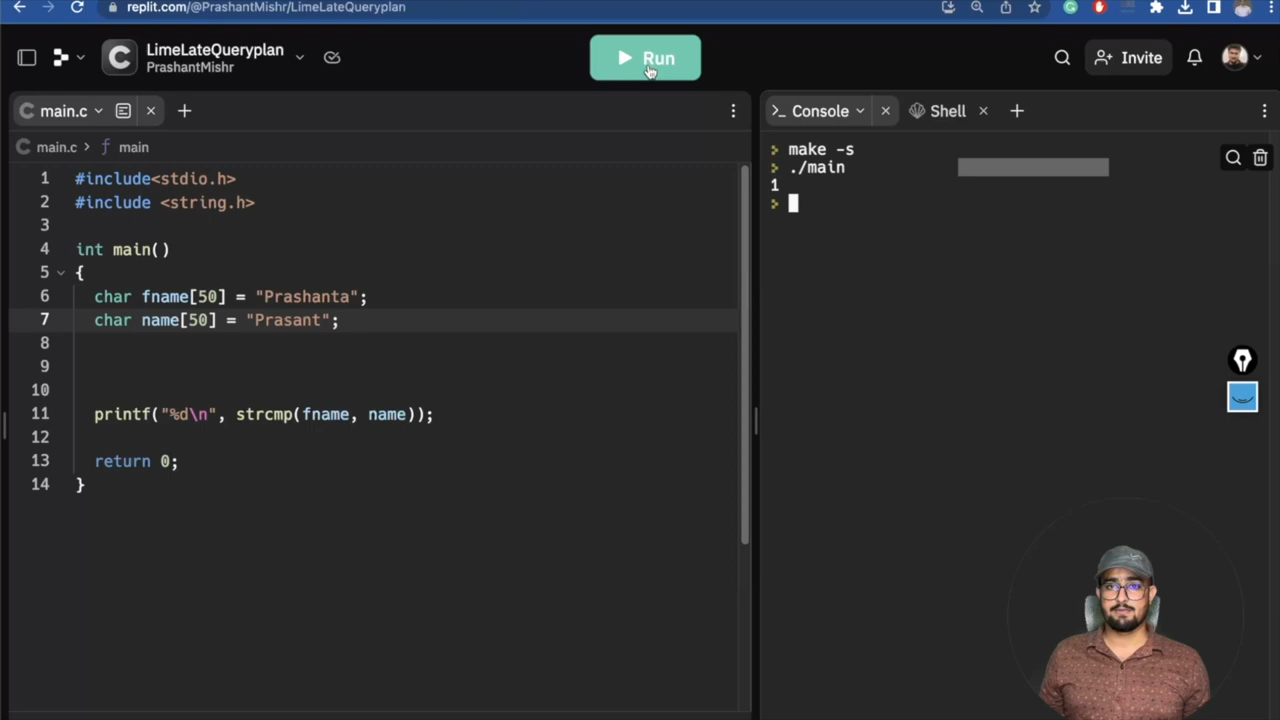 replit.com/@PrashantMishr/LimeLateQueryplan
LimeLateQueryplan
PrashantMishr
Run
Invite
main.c
Console
Shell
main.c > main
make -s
./main
1
1 #include<stdio.h>
2 #include <string.h>
3
4 int main()
5 {
6 char fname[50] = "Prashanta";
7 char name[50] = "Prasant";
8
9
10
11 printf("%d\n", strcmp(fname, name));
12
13 return 0;
14 }